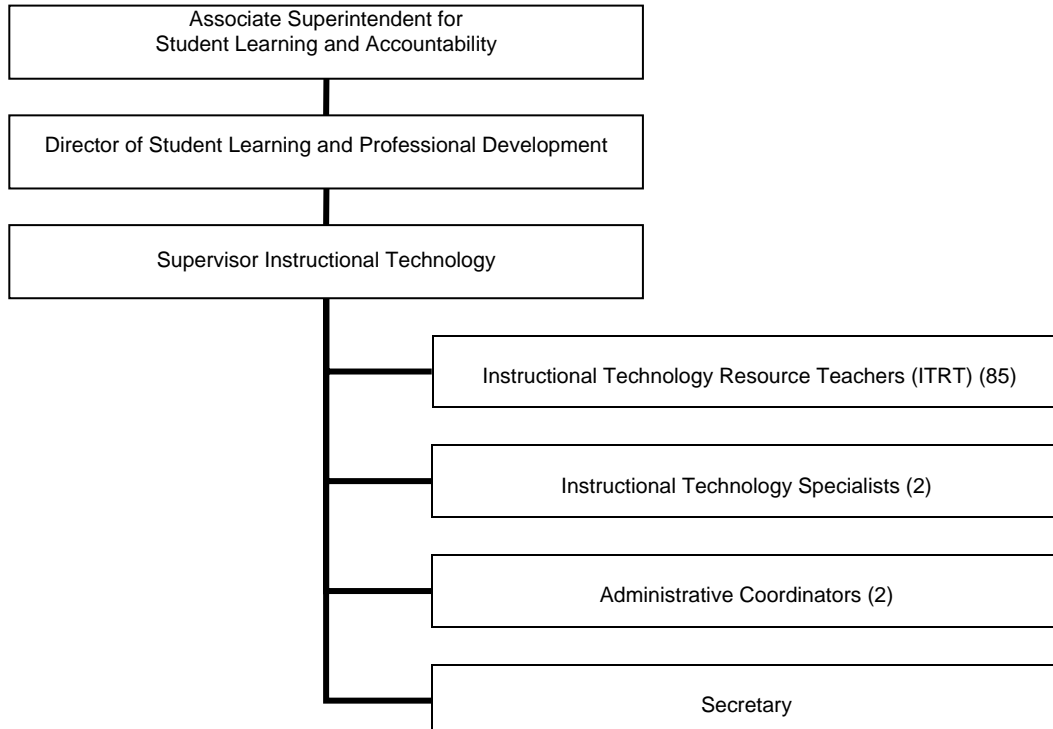 Associate Superintendent for
Student Learning and Accountability
Director of Student Learning and Professional Development
Supervisor Instructional Technology
Instructional Technology Resource Teachers (ITRT) (85)
Instructional Technology Specialists (2)
Administrative Coordinators (2)
Secretary